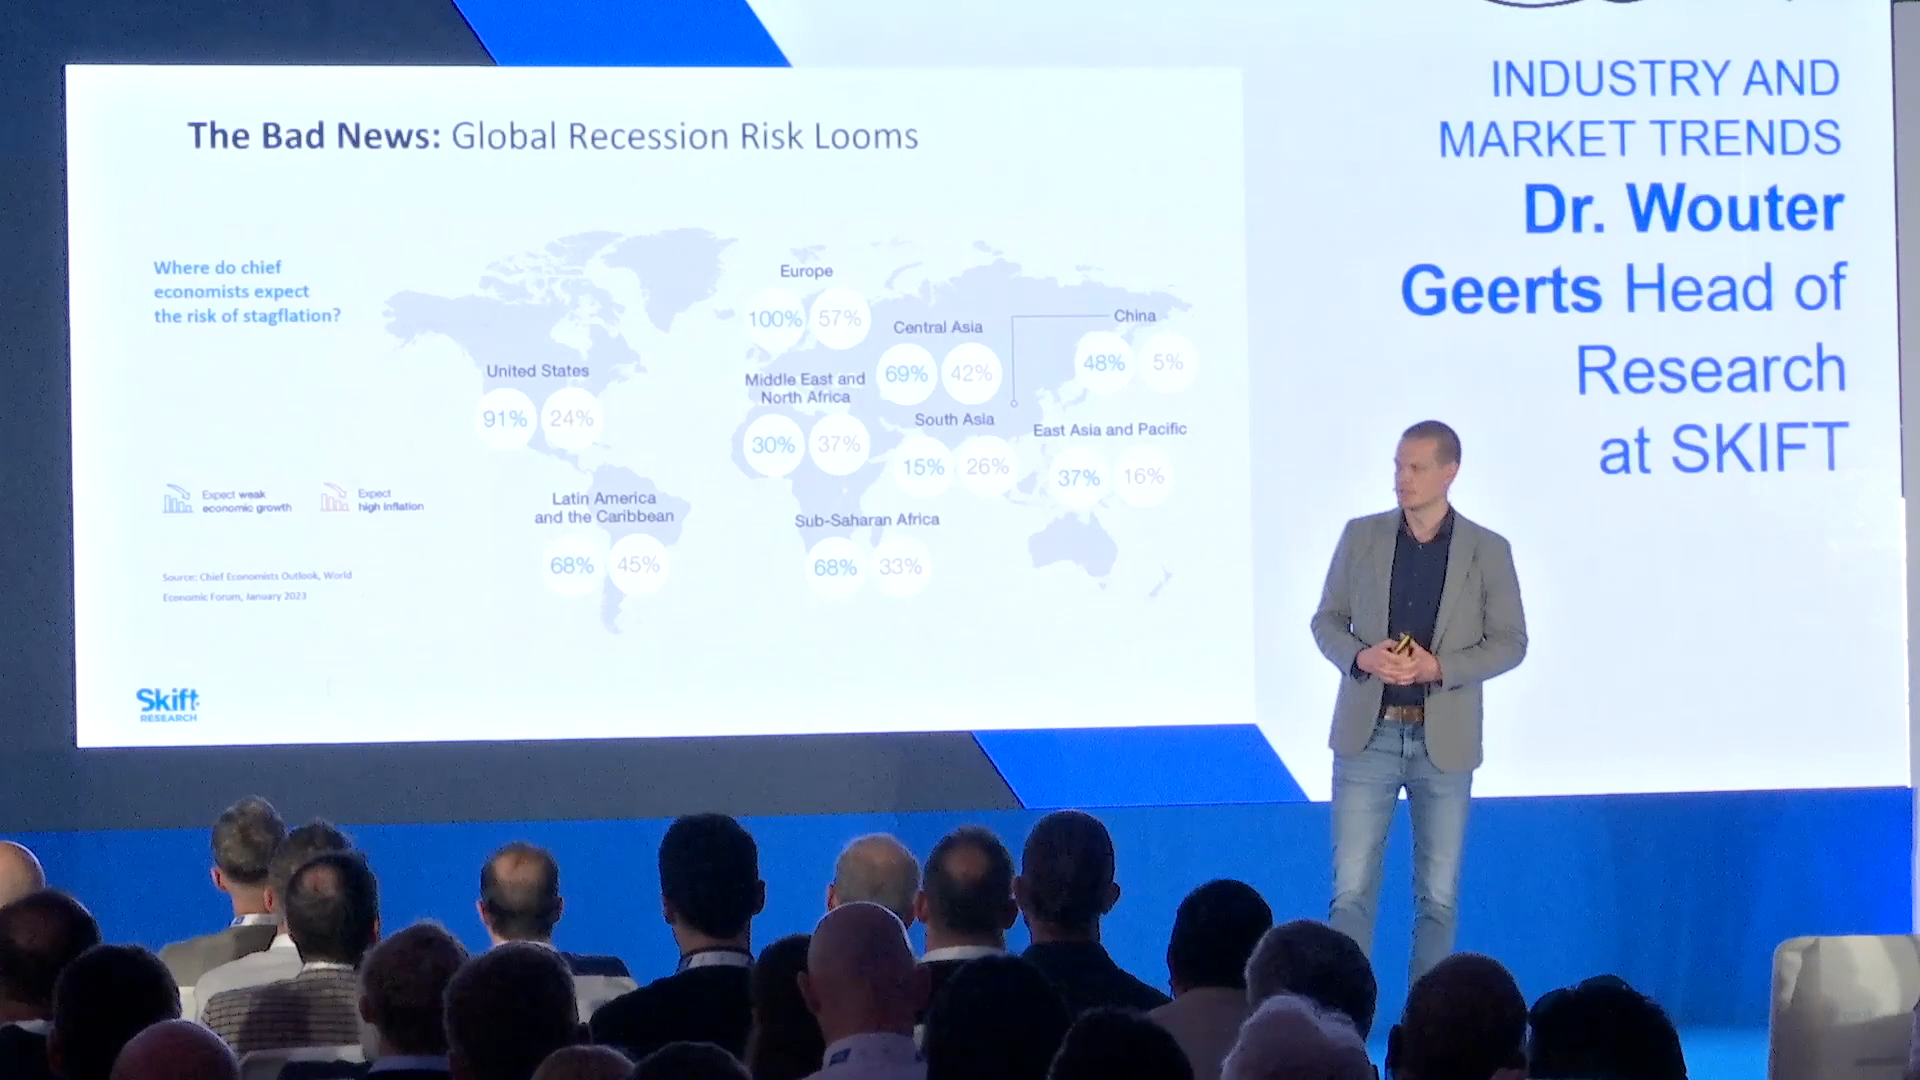 The Bad News: Global Recession Risk Looms
Where do chief
economists expect
the risk of stagflation?
Europe
100% 57%
Central Asia
69% 42%
China
48% 5%
United States
91% 24%
Middle East and
North Africa
30% 37%
South Asia
15% 26%
East Asia and Pacific
37% 16%
Latin America
and the Caribbean
68% 45%
Sub-Saharan Africa
68% 33%
Expect weak
economic growth
Expect
high inflation
Source: Chief Economists Outlook, World
Economic Forum, January 2023
Skift
RESEARCH
INDUSTRY AND
MARKET TRENDS
Dr. Wouter
Geerts Head of
Research
at SKIFT